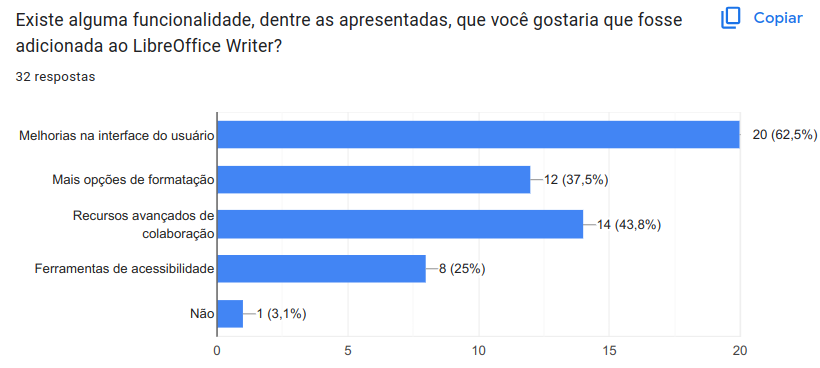 Existe alguma funcionalidade, dentre as apresentadas, que você gostaria que fosse
adicionada ao LibreOffice Writer?
Copiar
32 respostas
Melhorias na interface do usuário
20 (62,5%)
Mais opções de formatação
12 (37,5%)
Recursos avançados de
colaboração
14 (43,8%)
Ferramentas de acessibilidade
8 (25%)
Não
1 (3,1%)
0 5 10 15 20